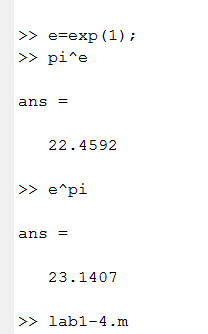 >> e=exp(1);
>> pi^e
ans =
22.4592
>> e^pi
ans =
23.1407
>> lab1-4.m